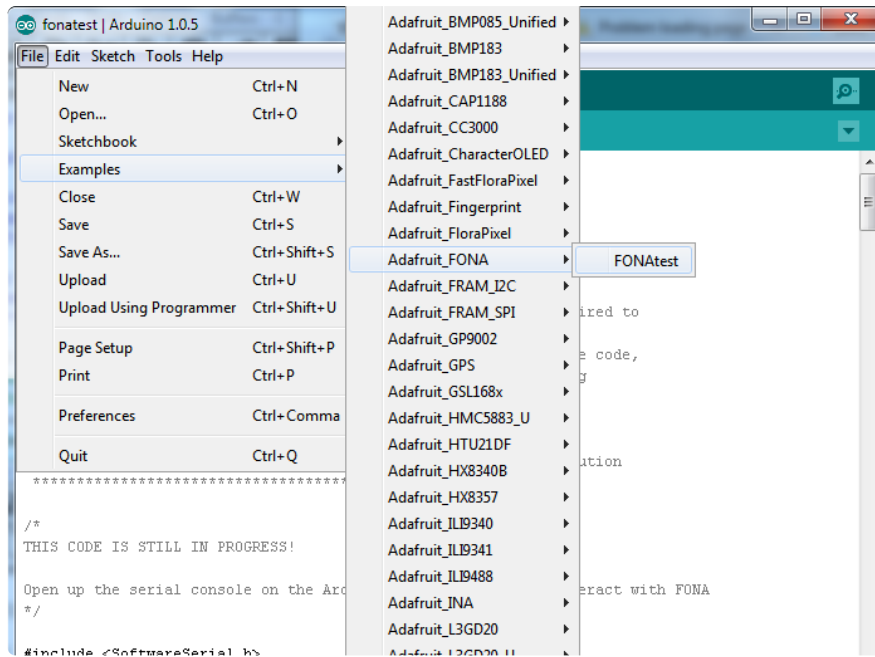 fonatest | Arduino 1.0.5
File Edit Sketch Tools Help
New Ctrl+N
Open... Ctrl+O
Sketchbook
Examples
Close Ctrl+W
Save Ctrl+S
Save As... Ctrl+Shift+S
Upload Ctrl+U
Upload Using Programmer Ctrl+Shift+U
Page Setup Ctrl+Shift+P
Print Ctrl+P
Preferences Ctrl+Comma
Quit Ctrl+Q
Adafruit_BMP085_Unified
Adafruit_BMP183
Adafruit_BMP183_Unified
Adafruit_CAP1188
Adafruit_CC3000
Adafruit_CharacterOLED
Adafruit_FastFloraPixel
Adafruit_Fingerprint
Adafruit_FloraPixel
Adafruit_FONA
Adafruit_FRAM_I2C
Adafruit_FRAM_SPI
Adafruit_GP9002
Adafruit_GPS
Adafruit_GSL168x
Adafruit_HMC5883_U
Adafruit_HTU21DF
Adafruit_HX8340B
Adafruit_HX8357
Adafruit_ILI9340
Adafruit_ILI9341
Adafruit_ILI9488
Adafruit_INA
Adafruit_L3GD20
Adafruit_L3GD20_U
FONAtest
ired to
e code,
g
ution
************************************
/*
THIS CODE IS STILL IN PROGRESS!
Open up the serial console on the Ard eract with FONA
*/
#include <SoftwareSerial.h>